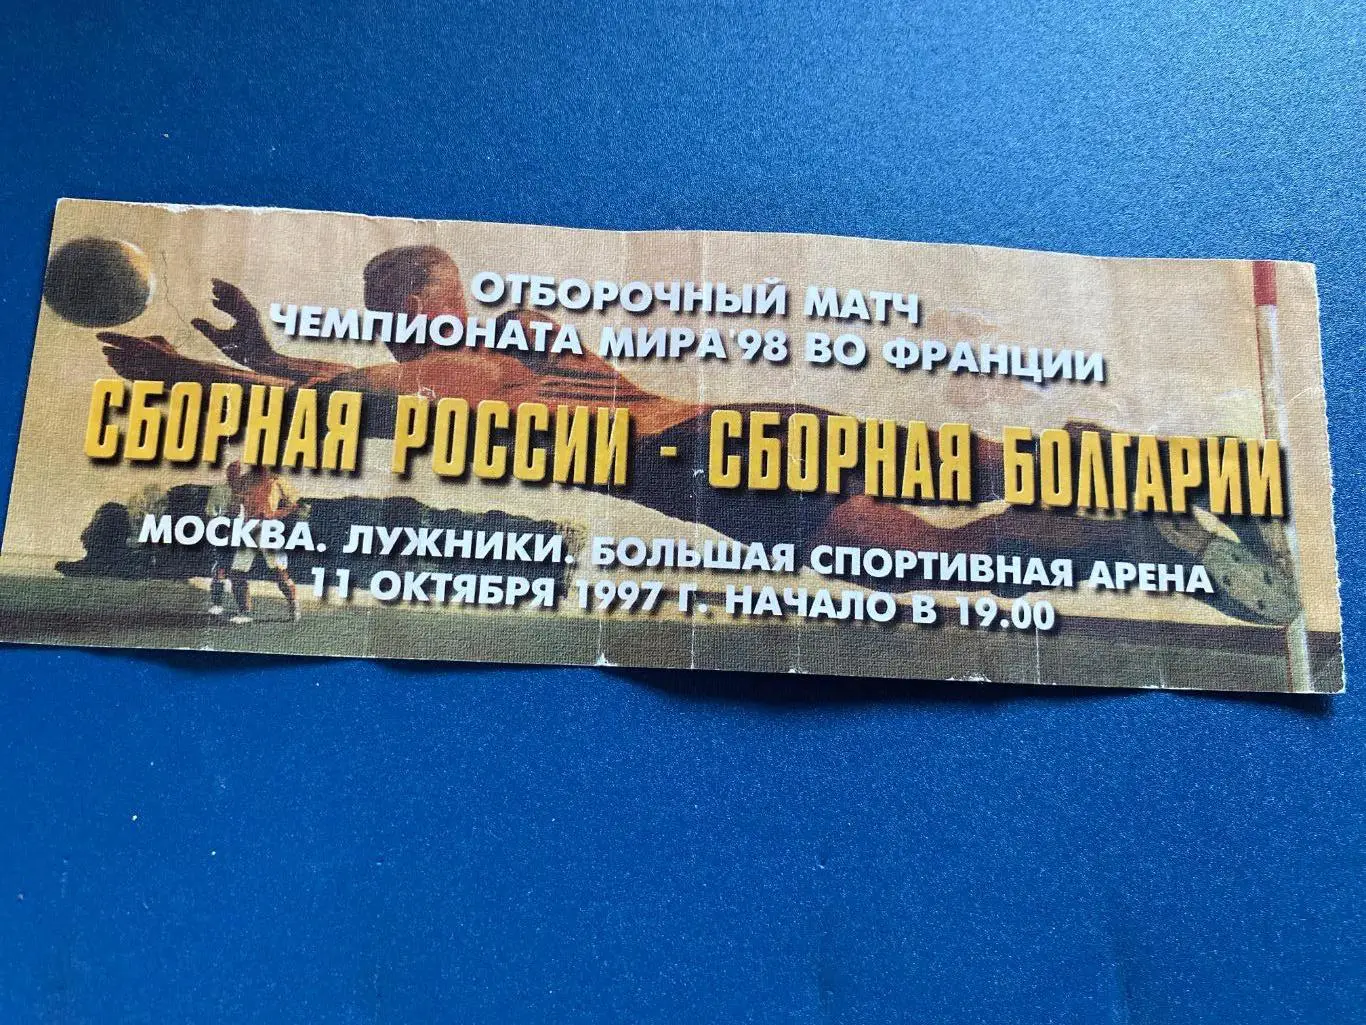 ОТБОРОЧНЫЙ МАТЧ
ЧЕМПИОНАТА МИРА'98 ВО ФРАНЦИИ
СБОРНАЯ РОССИИ - СБОРНАЯ БОЛГАРИИ
МОСКВА. ЛУЖНИКИ. БОЛЬШАЯ СПОРТИВНАЯ АРЕНА
11 ОКТЯБРЯ 1997 Г. НАЧАЛО В 19.00